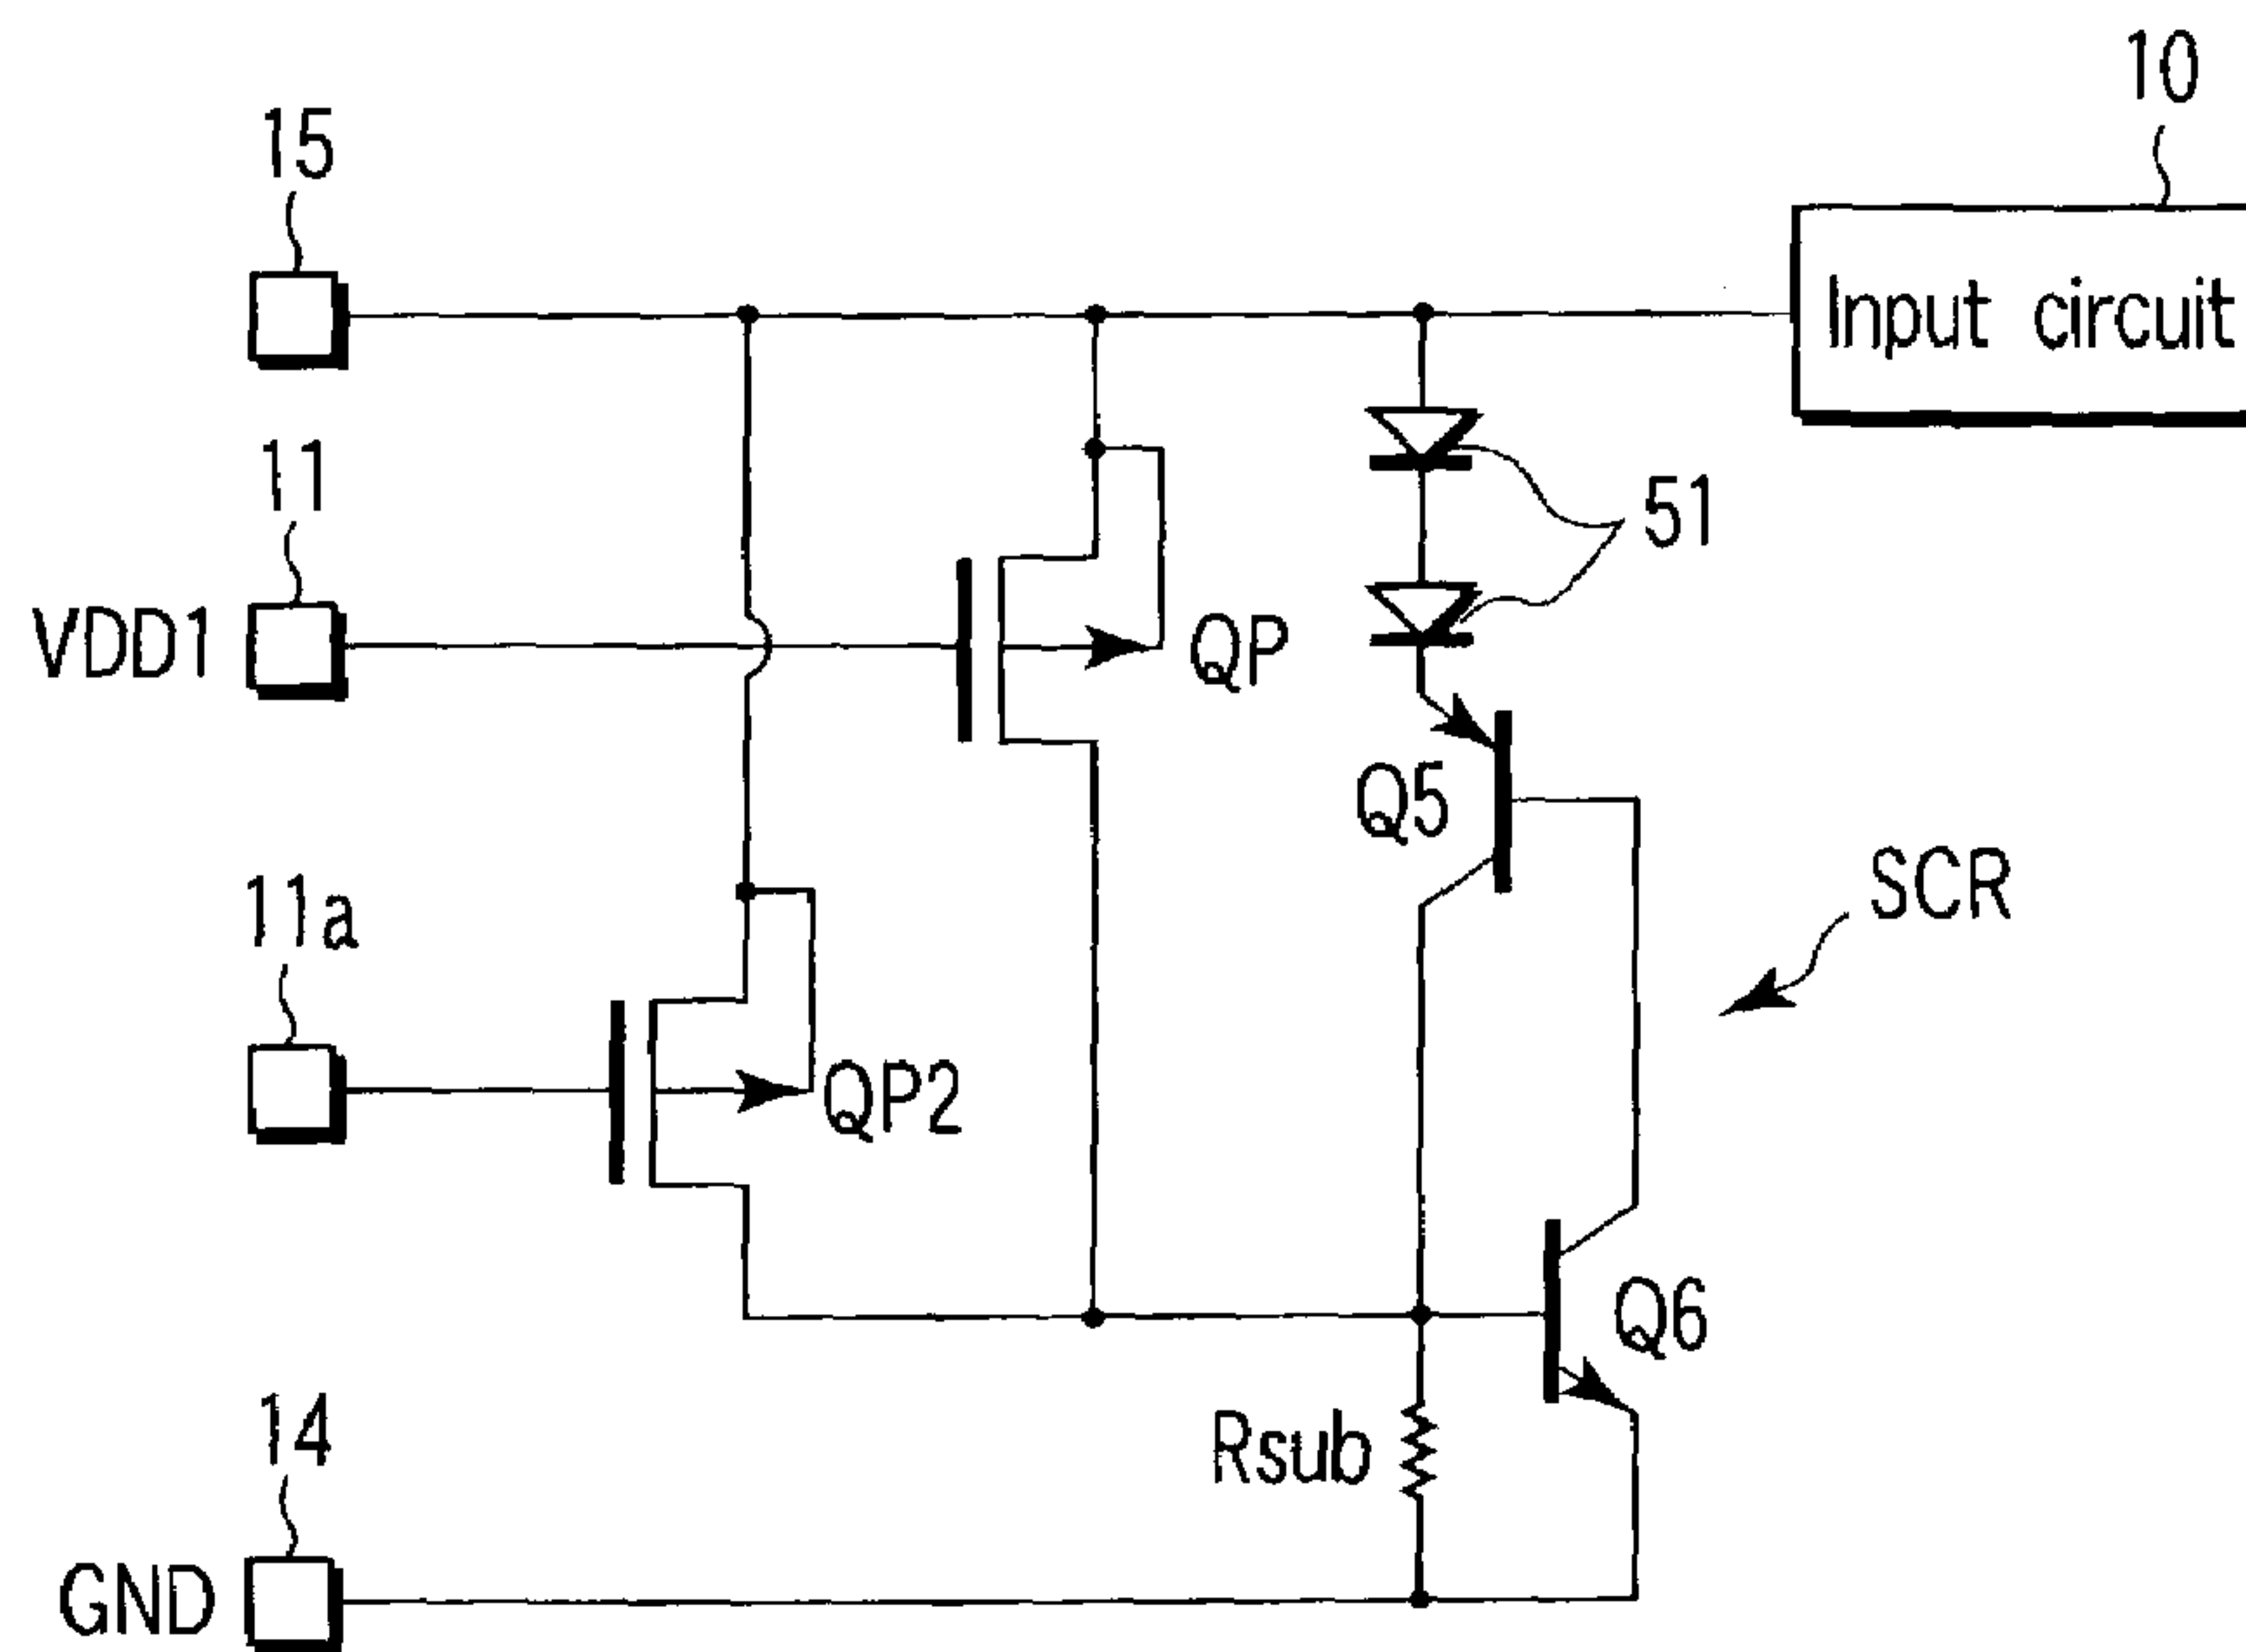 10
15
Input circuit
11
51
VDD1
QP
Q5
11a
SCR
QP2
Q6
14
Rsub
GND